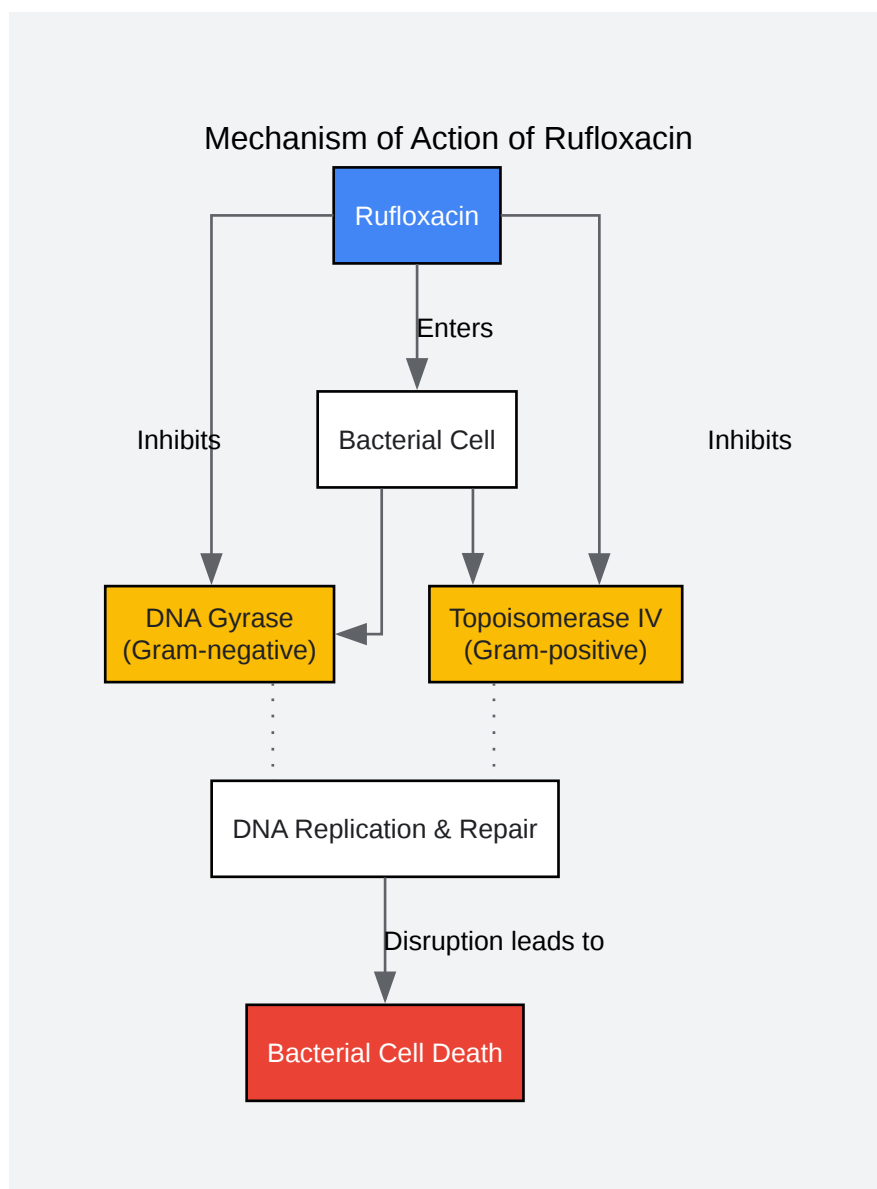 Mechanism of Action of Rufloxacin
Rufloxacin
Enters
Inhibits
Bacterial Cell
Inhibits
DNA Gyrase
(Gram-negative)
Topoisomerase IV
(Gram-positive)
DNA Replication & Repair
Disruption leads to
Bacterial Cell Death